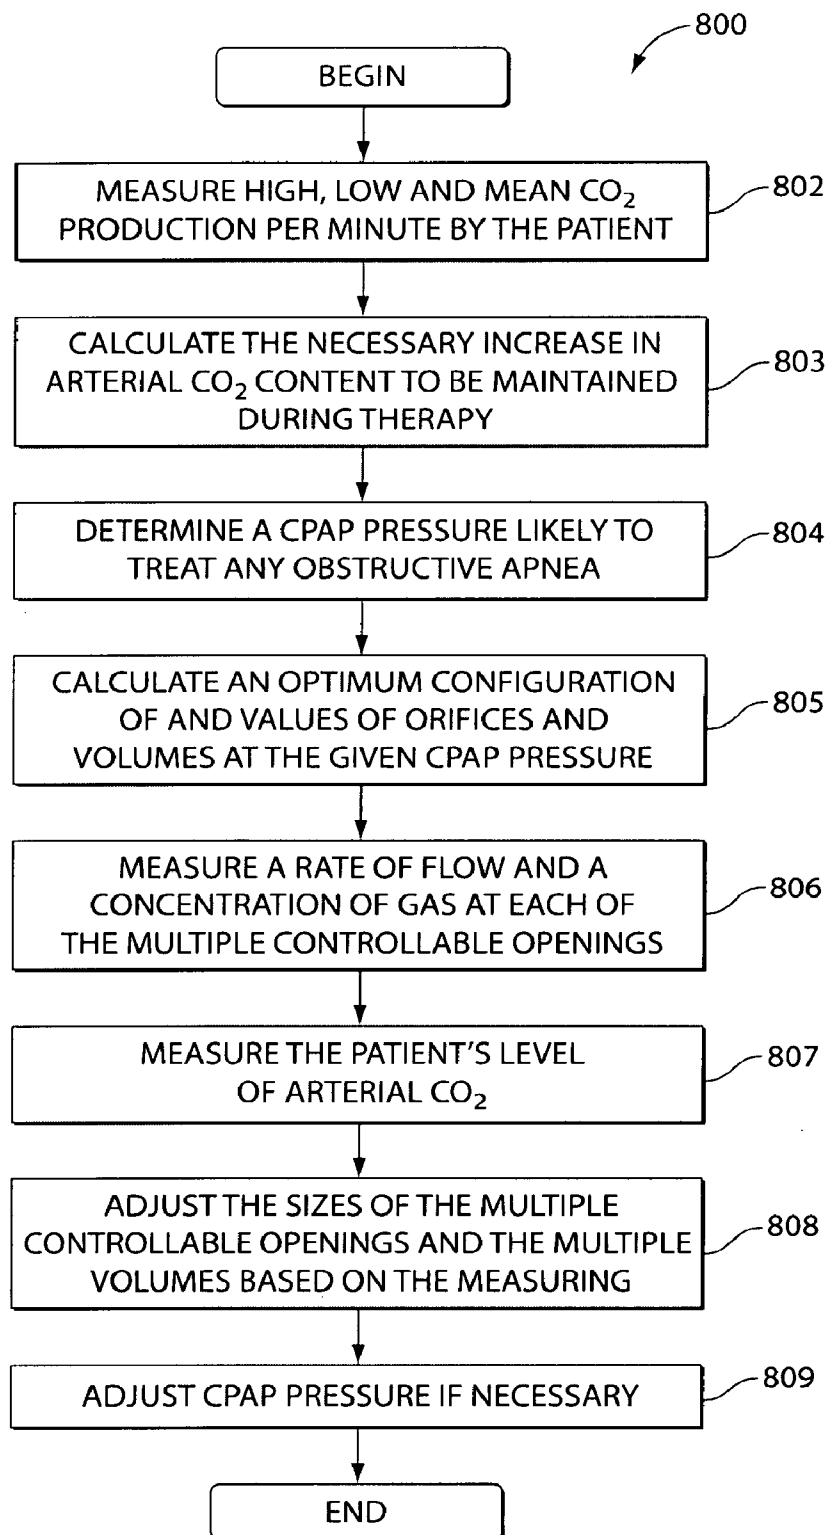 800
BEGIN
MEASURE HIGH, LOW AND MEAN CO₂
PRODUCTION PER MINUTE BY THE PATIENT
802
CALCULATE THE NECESSARY INCREASE IN
ARTERIAL CO₂ CONTENT TO BE MAINTAINED
DURING THERAPY
803
DETERMINE A CPAP PRESSURE LIKELY TO
TREAT ANY OBSTRUCTIVE APNEA
804
CALCULATE AN OPTIMUM CONFIGURATION
OF AND VALUES OF ORIFICES AND
VOLUMES AT THE GIVEN CPAP PRESSURE
805
MEASURE A RATE OF FLOW AND A
CONCENTRATION OF GAS AT EACH OF
THE MULTIPLE CONTROLLABLE OPENINGS
806
MEASURE THE PATIENT'S LEVEL
OF ARTERIAL CO₂
807
ADJUST THE SIZES OF THE MULTIPLE
CONTROLLABLE OPENINGS AND THE MULTIPLE
VOLUMES BASED ON THE MEASURING
808
ADJUST CPAP PRESSURE IF NECESSARY
809
END